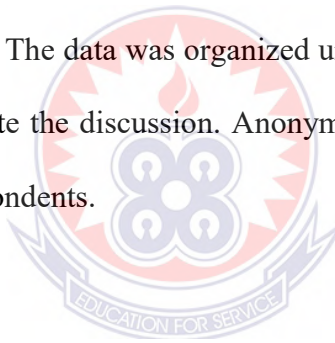 The data was organized u
te the discussion. Anonym
ondents.
EDUCATION FOR SERVICE